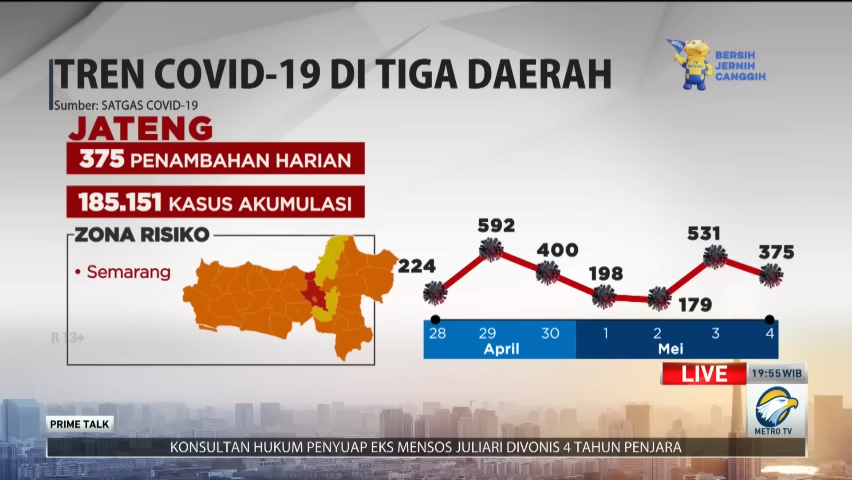 TREN COVID-19 DI TIGA DAERAH
Sumber: SATGAS COVID-19
BERSIH
JERNIH
CANGGIH
JATENG
375 PENAMBAHAN HARIAN
185.151 KASUS AKUMULASI
ZONA RISIKO
• Semarang
224
592
400
198
179
531
375
28
29
30
1
2
3
4
April
Mei
R 13+
LIVE
19:55 WIB
METRO TV
PRIME TALK
KONSULTAN HUKUM PENYUAP EKS MENSOS JULIARI DIVONIS 4 TAHUN PENJARA